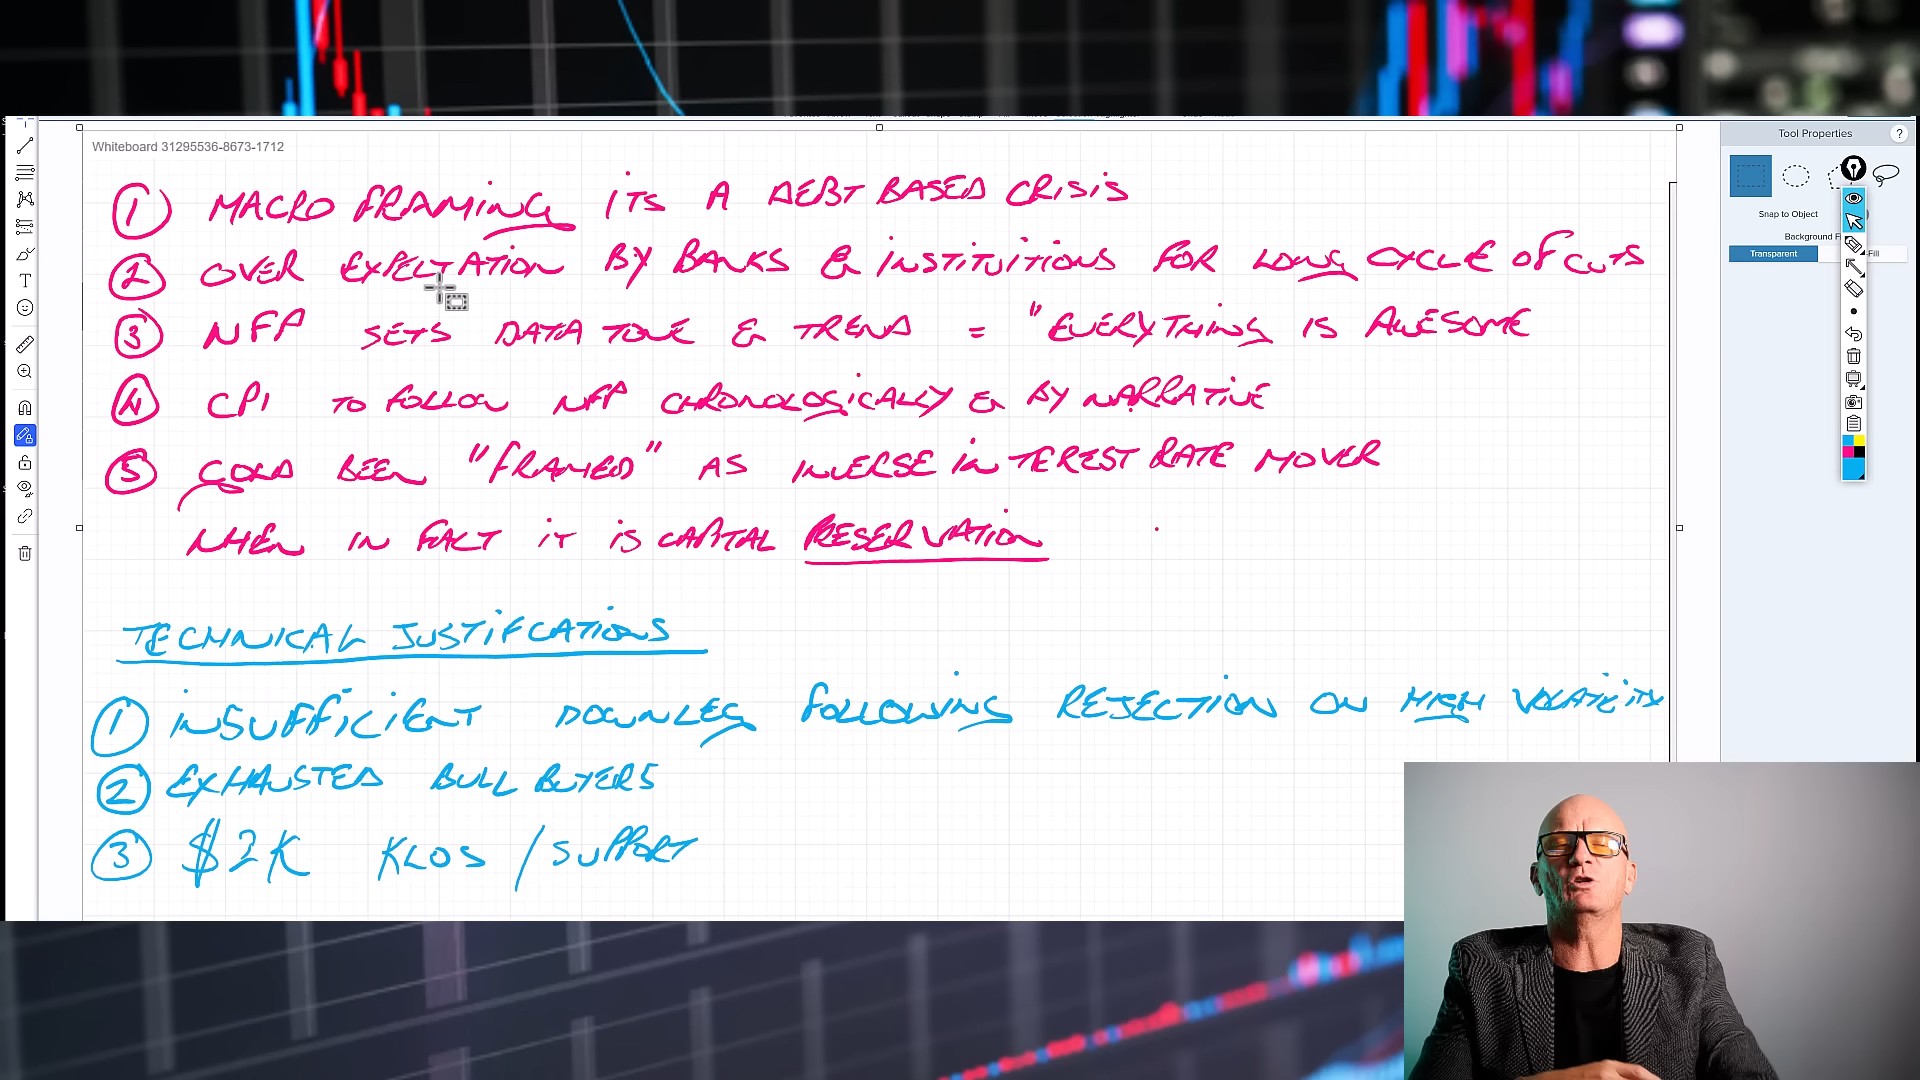 Tool Properties
?
Whiteboard 31295536-8673-1712
Snap to Object
Background F
Transparent
Fill
① MACRO FRAMING ITS A DEBT BASED CRISIS
② OVER EXPECTATION BY BANKS & INSTITUITIONS FOR LONG CYCLE OF CUTS
③ NFP SETS DATA TONE & TREND = "EVERYTHING IS AWESOME
④ CPI TO FOLLOW NFP CHRONOLOGICALLY & BY NARRATIVE
⑤ GOLD BEEN "FRAMED" AS INVERSE INTEREST RATE MOVER
WHEN IN FACT IT IS CAPITAL PRESERVATION
TECHNICAL JUSTIFCATIONS
① INSUFFICIENT DOWNLEG FOLLOWING REJECTION ON HIGH
② EXHAUSTED BULL BUYERS
③ $2K KLOS / SUPPORT